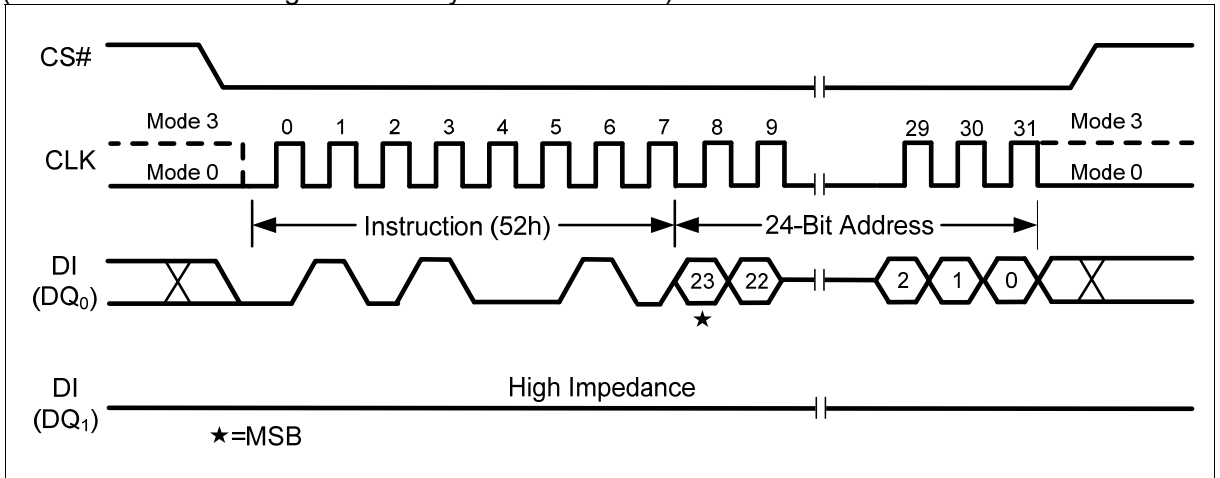 CS#
Mode 3
0 1 2 3 4 5 6 7 8 9 29 30 31
Mode 3
CLK
Mode 0
Mode 0
Instruction (52h)
24-Bit Address
DI
(DQ0)
23 22 2 1 0
★
High Impedance
DI
(DQ1)
★=MSB